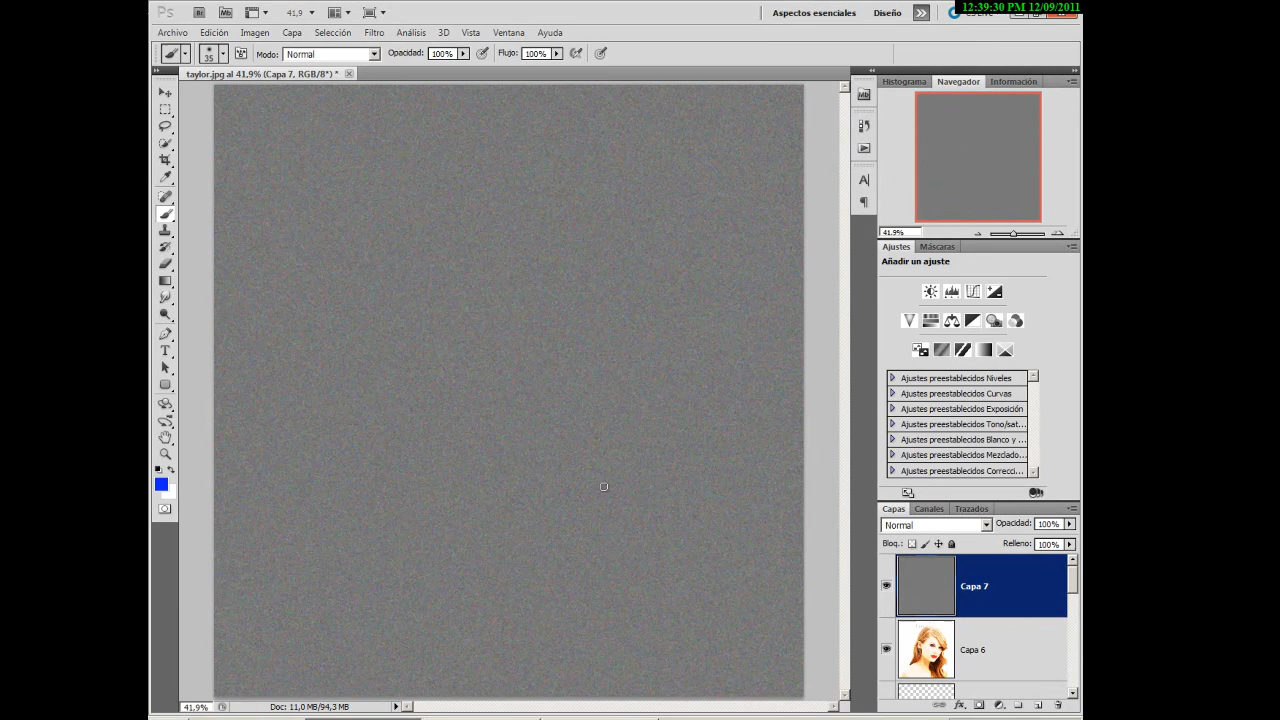 12:39:30 PM 12/09/2011
Ps Br Mb 41,9 Aspectos esenciales Diseño
Archivo Edición Imagen Capa Selección Filtro Análisis 3D Vista Ventana Ayuda
35 Modo: Normal Opacidad: 100% Flujo: 100%
taylor.jpg al 41,9% (Capa 7, RGB/8*) *
Histograma Navegador Información
Mb
A
41.9%
Ajustes Máscaras
Añadir un ajuste
Ajustes preestablecidos Niveles
Ajustes preestablecidos Curvas
Ajustes preestablecidos Exposición
Ajustes preestablecidos Tono/sat...
Ajustes preestablecidos Blanco y ...
Ajustes preestablecidos Mezclado...
Ajustes preestablecidos Correcci...
Capas Canales Trazados
Normal Opacidad: 100%
Bloq.: Relleno: 100%
Capa 7
Capa 6
41,9% Doc: 11,0 MB/94,3 MB